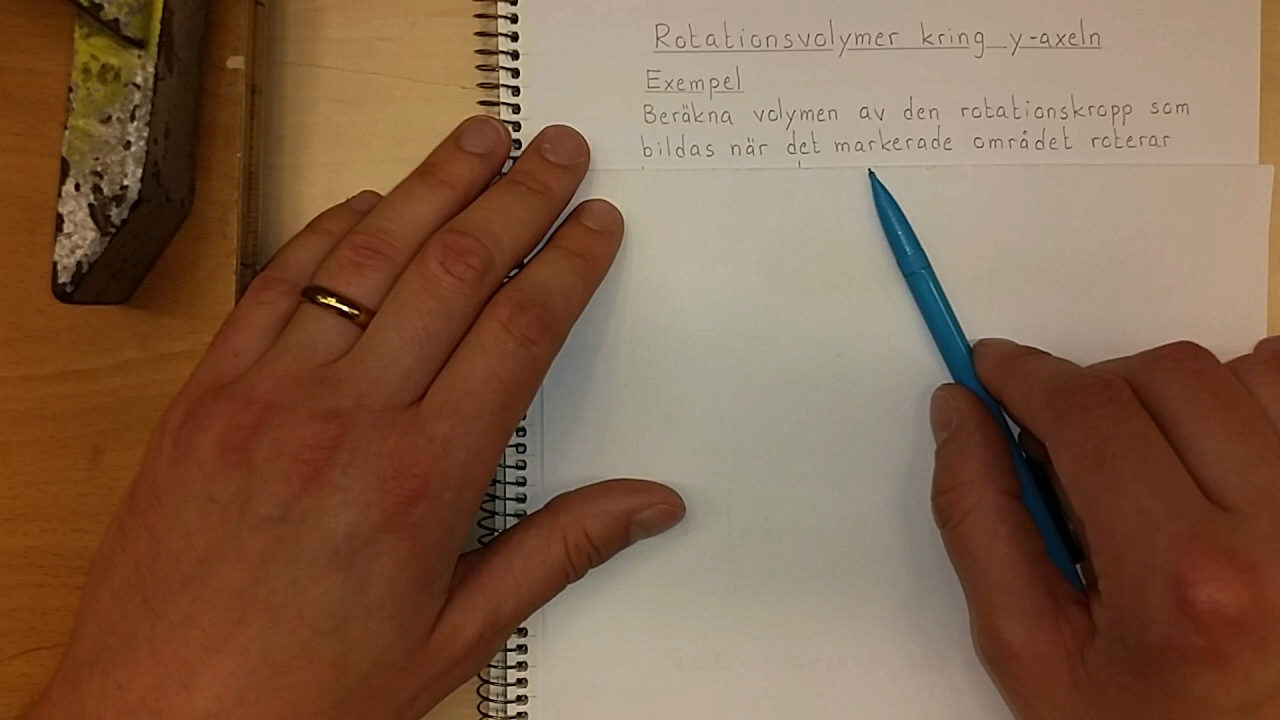 Rotationsvolymer kring y-axeln
Exempel
Beräkna volymen av den rotationskropp som
bildas när det markerade området roterar